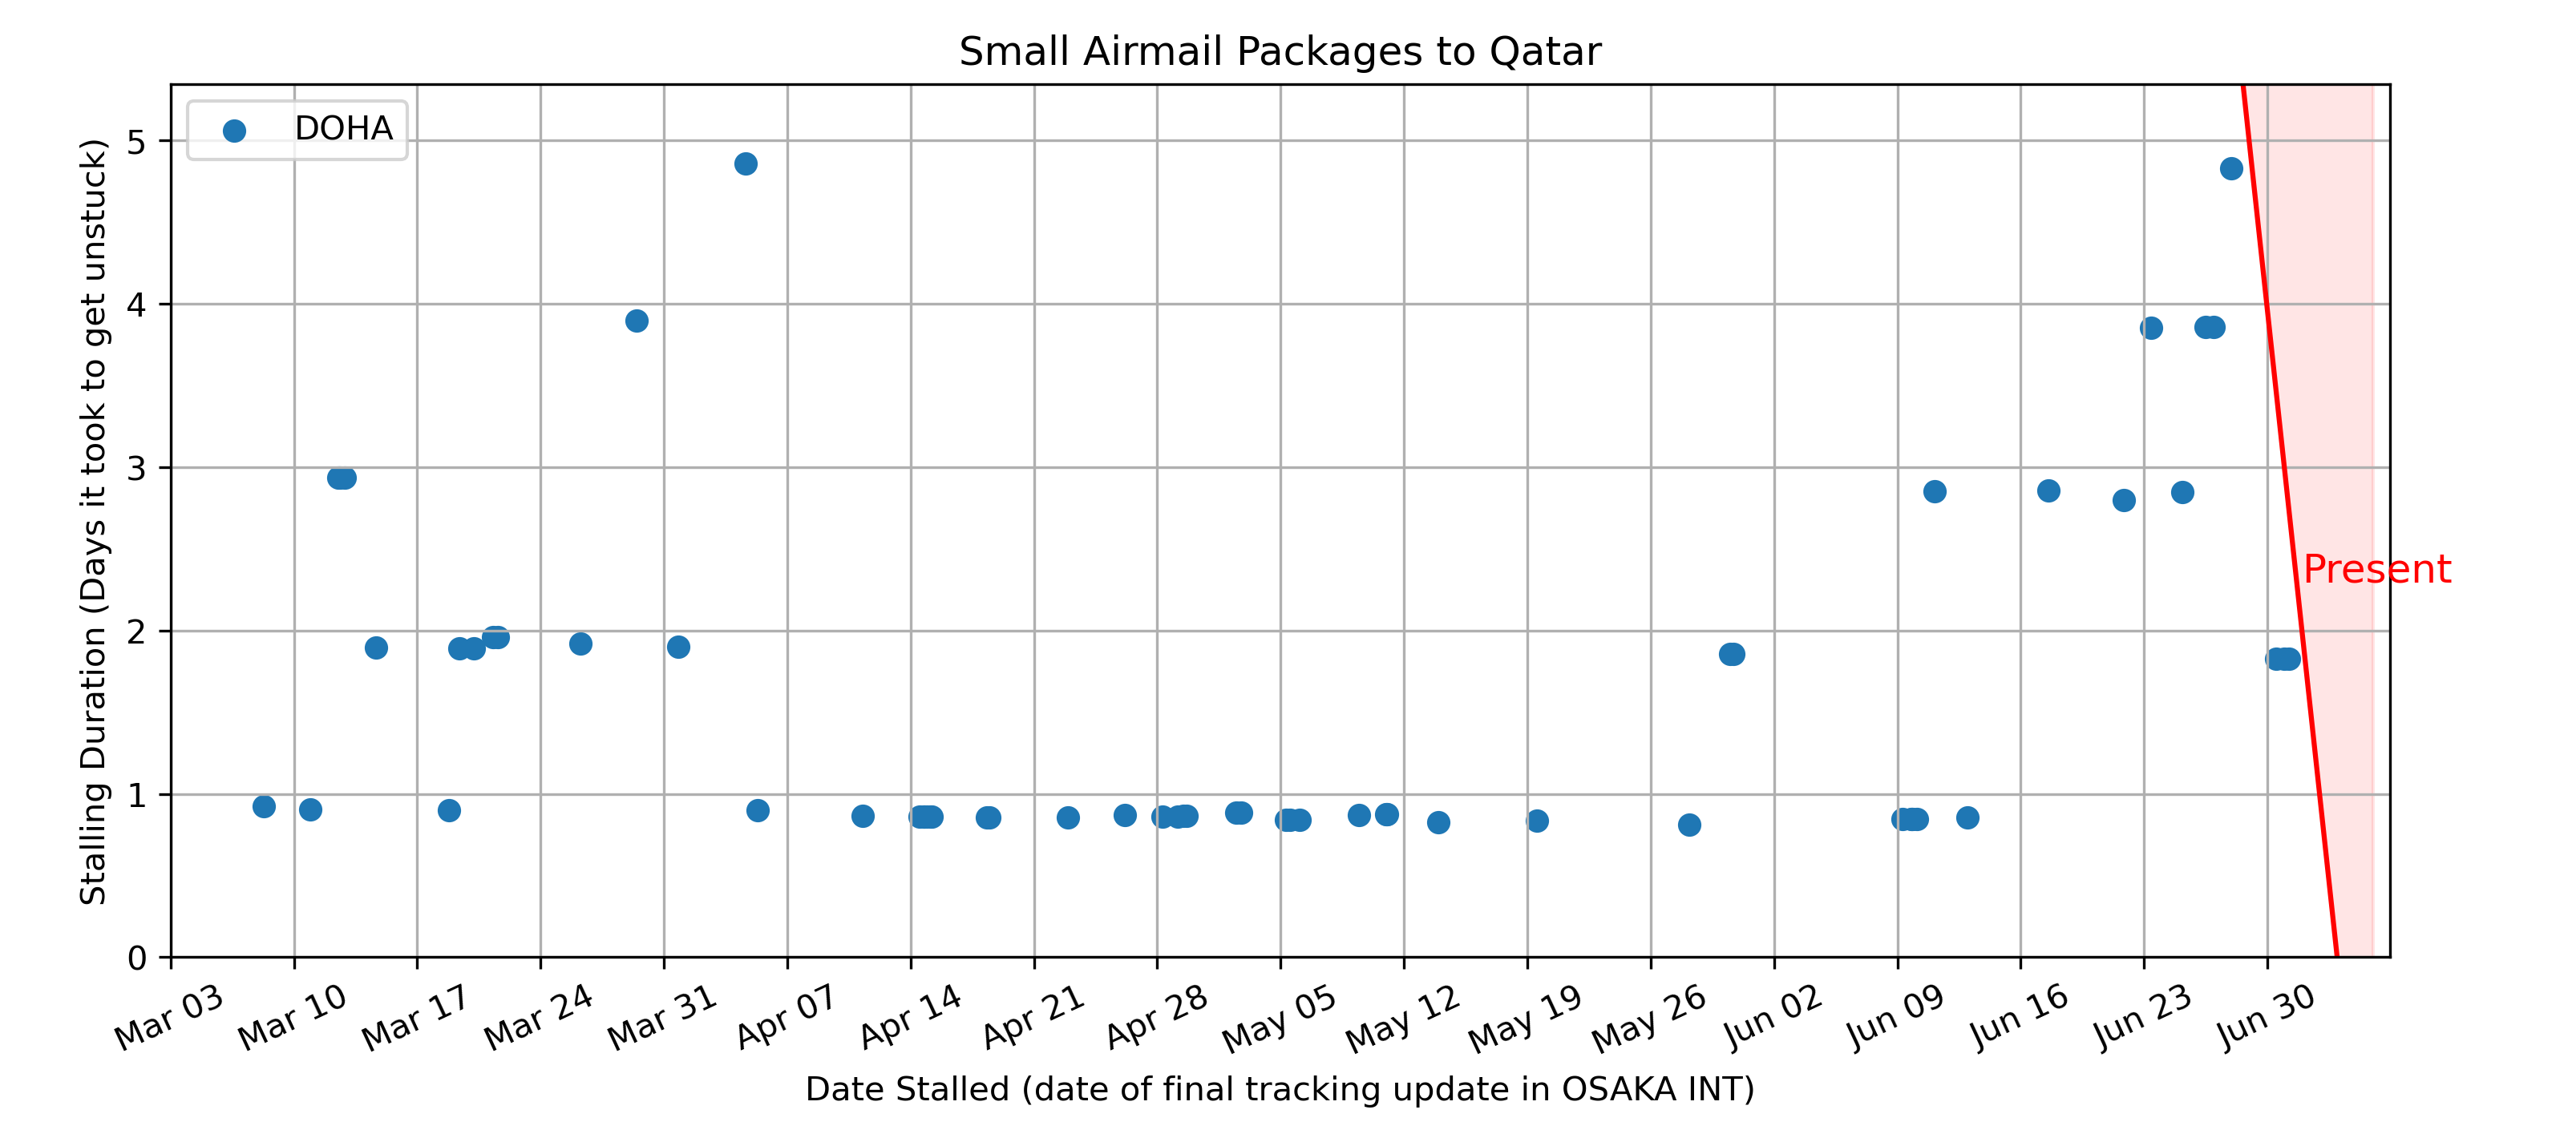 Small Airmail Packages to Qatar
DOHA
Stalling Duration (Days it took to get unstuck)
5
4
3
2
1
0
Present
Mar 03
Mar 10
Mar 17
Mar 24
Mar 31
Apr 07
Apr 14
Apr 21
Apr 28
May 05
May 12
May 19
May 26
Jun 02
Jun 09
Jun 16
Jun 23
Jun 30
Date Stalled (date of final tracking update in OSAKA INT)